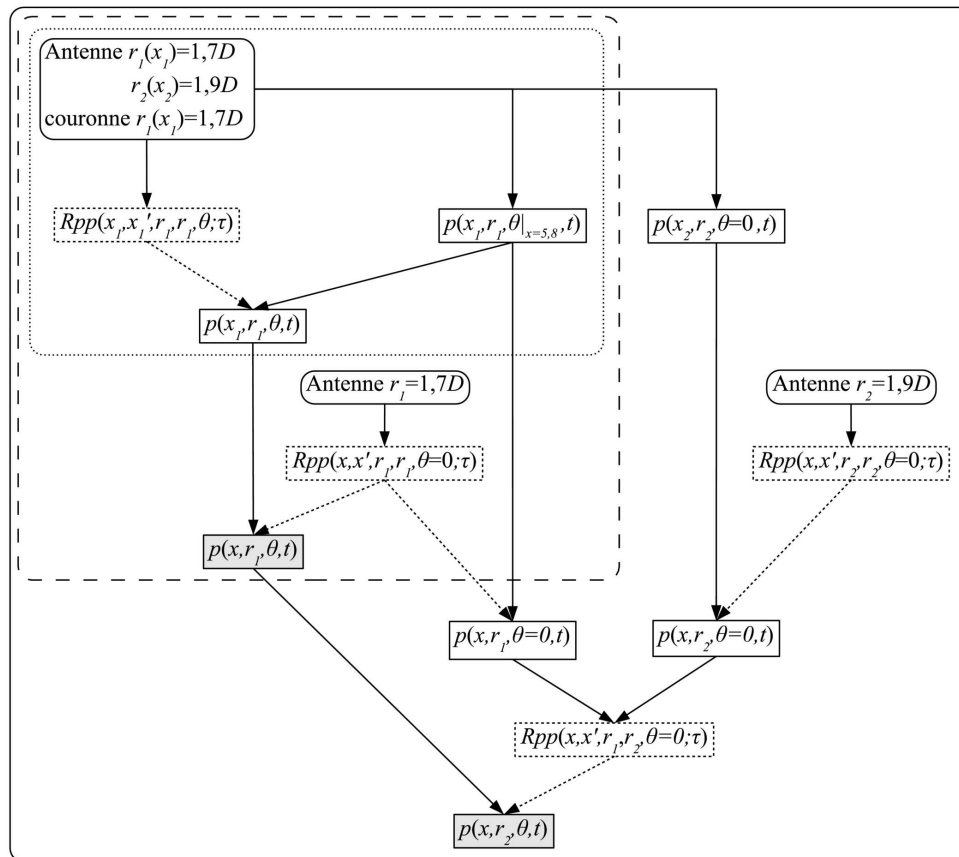 Antenne r₁(x₁)=1,7D
r₂(x₂)=1,9D
couronne r₁(x₁)=1,7D
Rpp(x₁,x₁',r₁,r₁,θ;τ)
p(x₁,r₁,θ|ₓ₌₅,₈,t)
p(x₂,r₂,θ=0,t)
p(x₁,r₁,θ,t)
Antenne r₁=1,7D
Antenne r₂=1,9D
Rpp(x,x',r₁,r₁,θ=0;τ)
Rpp(x,x',r₂,r₂,θ=0;τ)
p(x,r₁,θ,t)
p(x,r₁,θ=0,t)
p(x,r₂,θ=0,t)
Rpp(x,x',r₁,r₂,θ=0;τ)
p(x,r₂,θ,t)